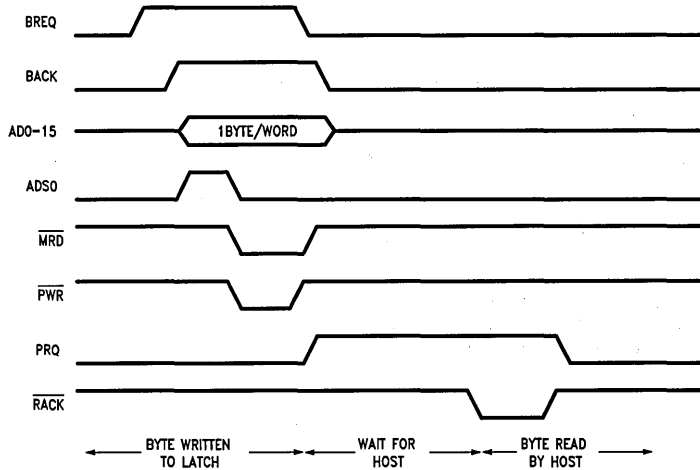 BREQ
BACK
AD0-15
1BYTE/WORD
ADS0
MRD
PWR
PRQ
RACK
BYTE WRITTEN
TO LATCH
WAIT FOR
HOST
BYTE READ
BY HOST